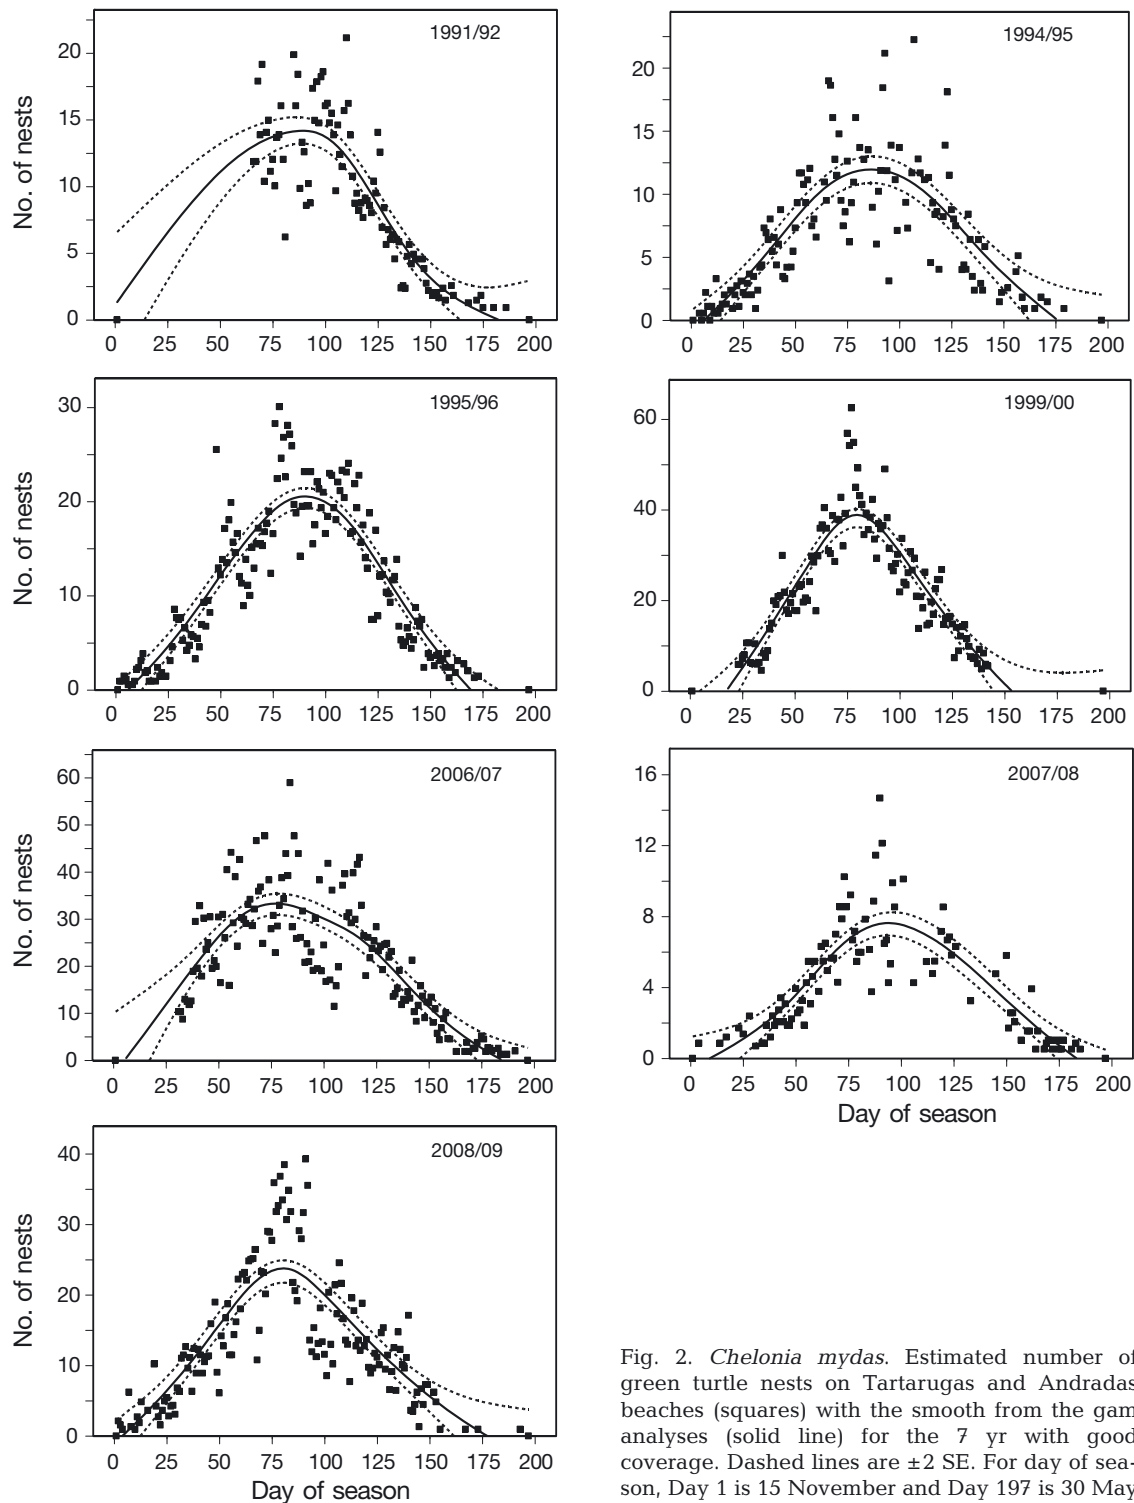 1991/92
No. of nests
20
15
10
5
0
0 25 50 75 100 125 150 175 200
1994/95
20
15
10
5
0
0 25 50 75 100 125 150 175 200
1995/96
No. of nests
30
20
10
0
0 25 50 75 100 125 150 175 200
1999/00
60
40
20
0
0 25 50 75 100 125 150 175 200
2006/07
No. of nests
60
50
40
30
20
10
0
0 25 50 75 100 125 150 175 200
2007/08
16
12
8
4
0
0 25 50 75 100 125 150 175 200
Day of season
2008/09
No. of nests
40
30
20
10
0
0 25 50 75 100 125 150 175 200
Day of season
Fig. 2. Chelonia mydas. Estimated number of
green turtle nests on Tartarugas and Andradas
beaches (squares) with the smooth from the gam
analyses (solid line) for the 7 yr with good
coverage. Dashed lines are ±2 SE. For day of sea-
son, Day 1 is 15 November and Day 197 is 30 May